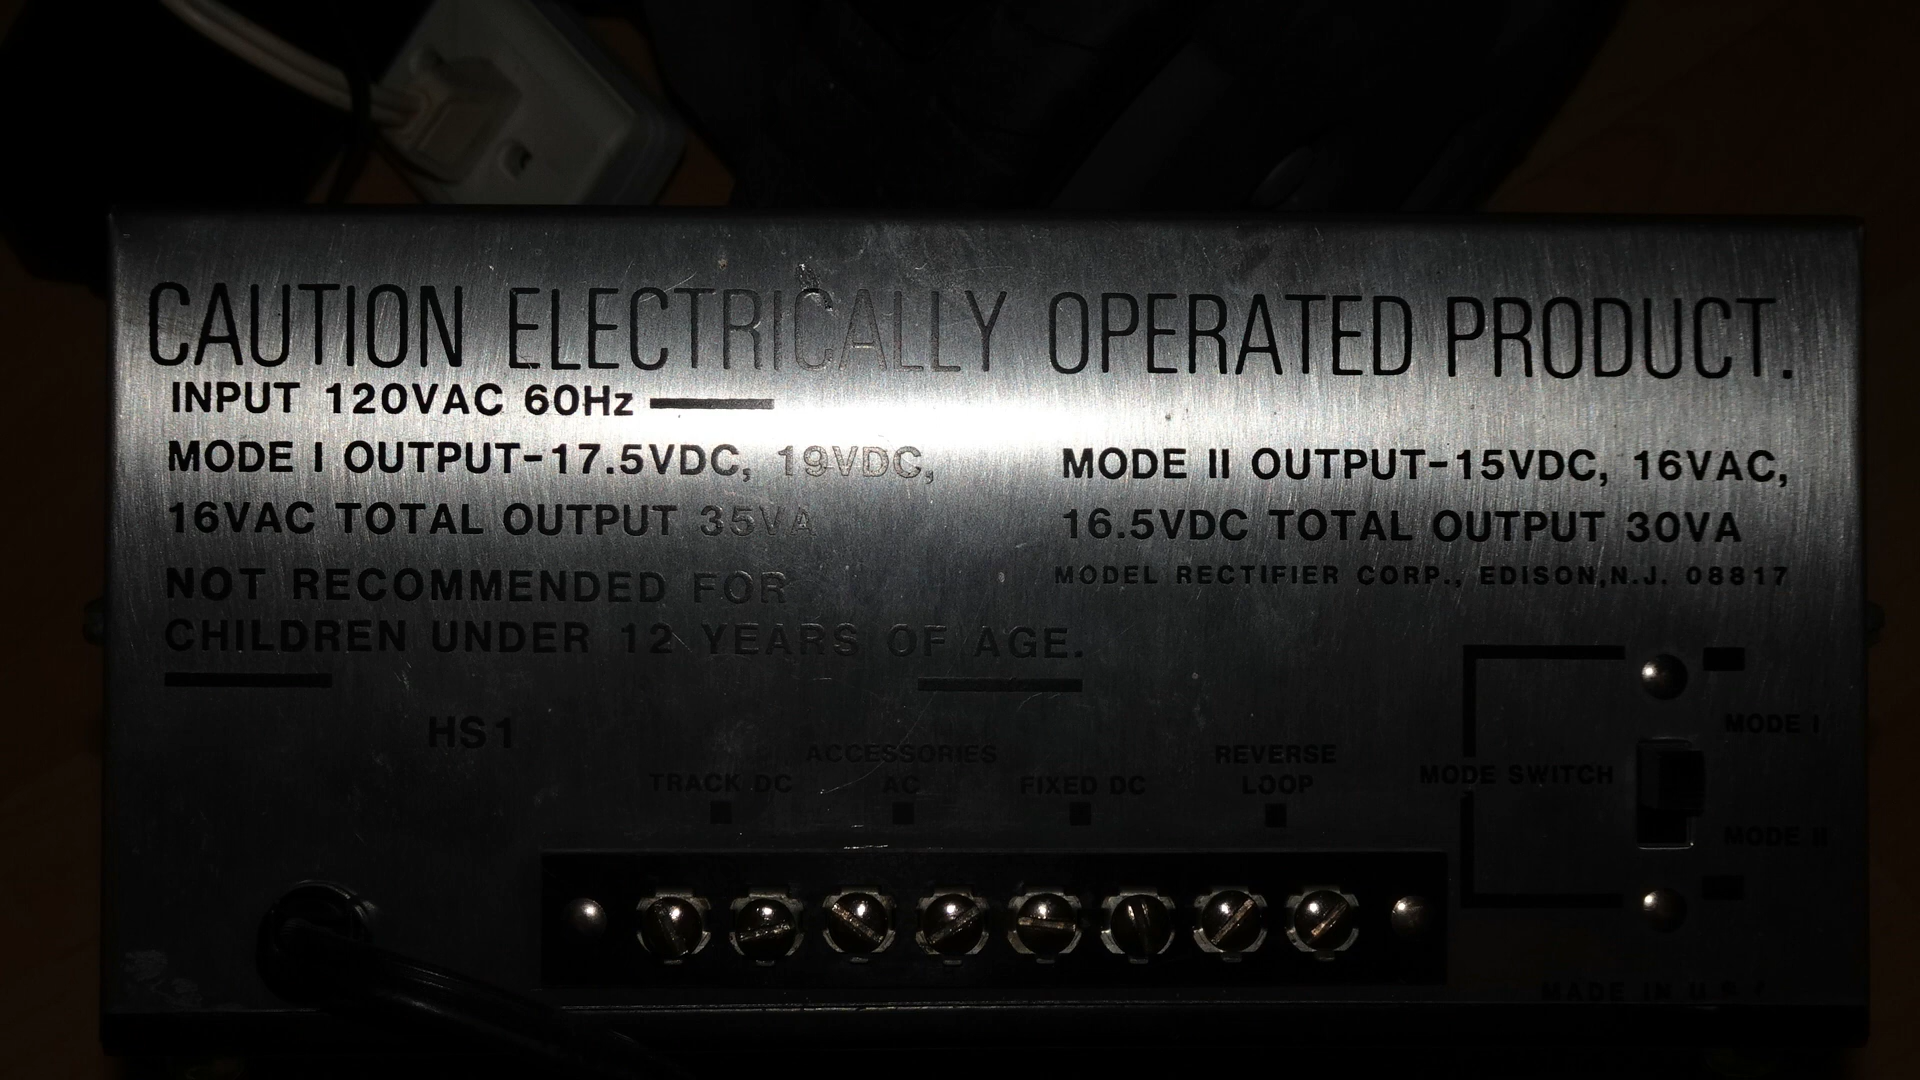 CAUTION ELECTRICALLY OPERATED PRODUCT.
INPUT 120VAC 60Hz
MODE I OUTPUT-17.5VDC, 19VDC,
16VAC TOTAL OUTPUT 35VA
MODE II OUTPUT-15VDC, 16VAC,
16.5VDC TOTAL OUTPUT 30VA
MODEL RECTIFIER CORP., EDISON,N.J. 08817
NOT RECOMMENDED FOR
CHILDREN UNDER 12 YEARS OF AGE.
HS1
TRACK DC
ACCESSORIES
AC
FIXED DC
REVERSE
LOOP
MODE SWITCH
MODE I
MODE II
MADE IN